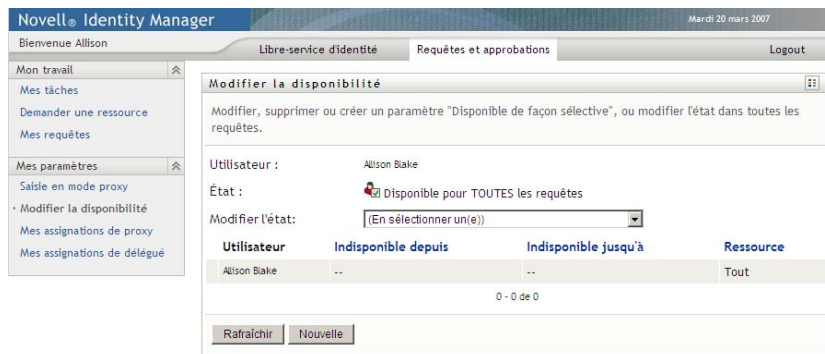 Novell® Identity Manager
Mardi 20 mars 2007
Bienvenue Allison
Libre-service d'identité
Requêtes et approbations
Logout
Mon travail
Mes tâches
Demander une ressource
Mes requêtes
Mes paramètres
Saisie en mode proxy
Modifier la disponibilité
Mes assignations de proxy
Mes assignations de délégué
Modifier la disponibilité
Modifier, supprimer ou créer un paramètre "Disponible de façon sélective", ou modifier l'état dans toutes les
requêtes.
Utilisateur : Allison Blake
État : Disponible pour TOUTES les requêtes
Modifier l'état: (En sélectionner un(e))
Utilisateur Indisponible depuis Indisponible jusqu'à Ressource
Allison Blake -- -- Tout
0 - 0 de 0
Rafraîchir Nouvelle